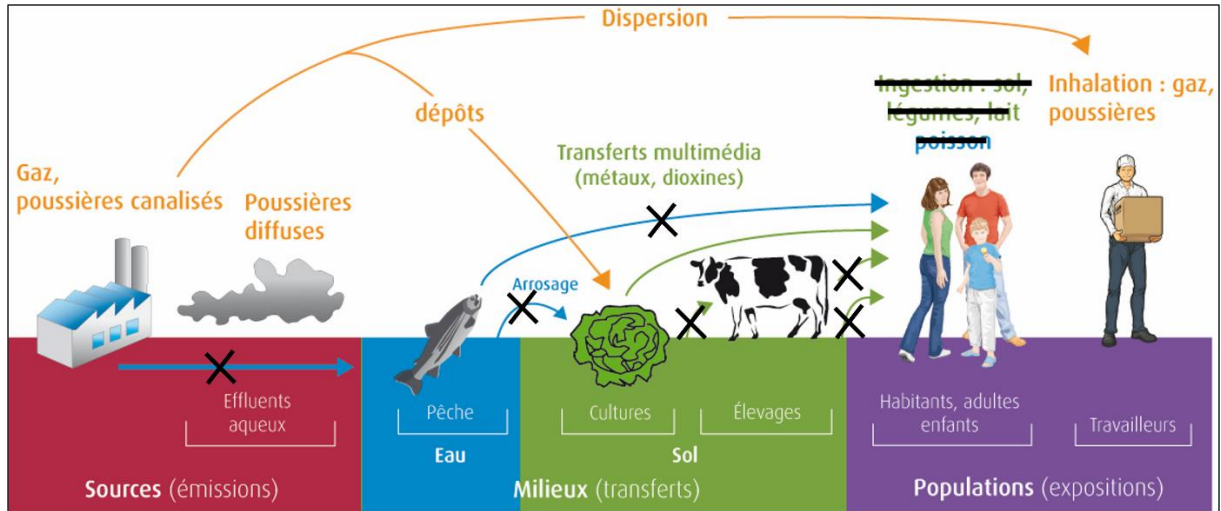 Dispersion
Ingestion : sol,
légumes, lait
poisson
Inhalation : gaz,
poussières
dépôts
Transferts multimédia
(métaux, dioxines)
Gaz,
poussières canalisés
Poussières
diffuses
Arrosage
Effluents
aqueux
Pêche
Cultures
Élevages
Habitants, adultes
enfants
Travailleurs
Eau
Sol
Sources (émissions)
Milieux (transferts)
Populations (expositions)